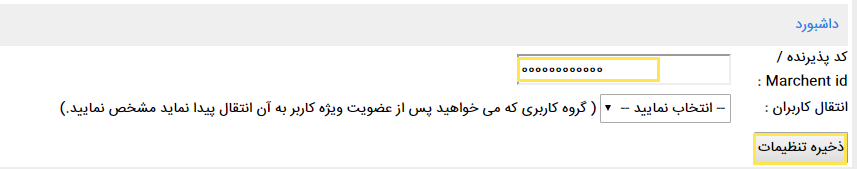 داشبورد
کد پذیرنده /
Marchent id :
oooooooooooo
انتقال کاربران :
-- انتخاب نمایید --
( گروه کاربری که می خواهید پس از عضویت ویژه کاربر به آن انتقال پیدا نماید مشخص نمایید.)
ذخیره تنظیمات